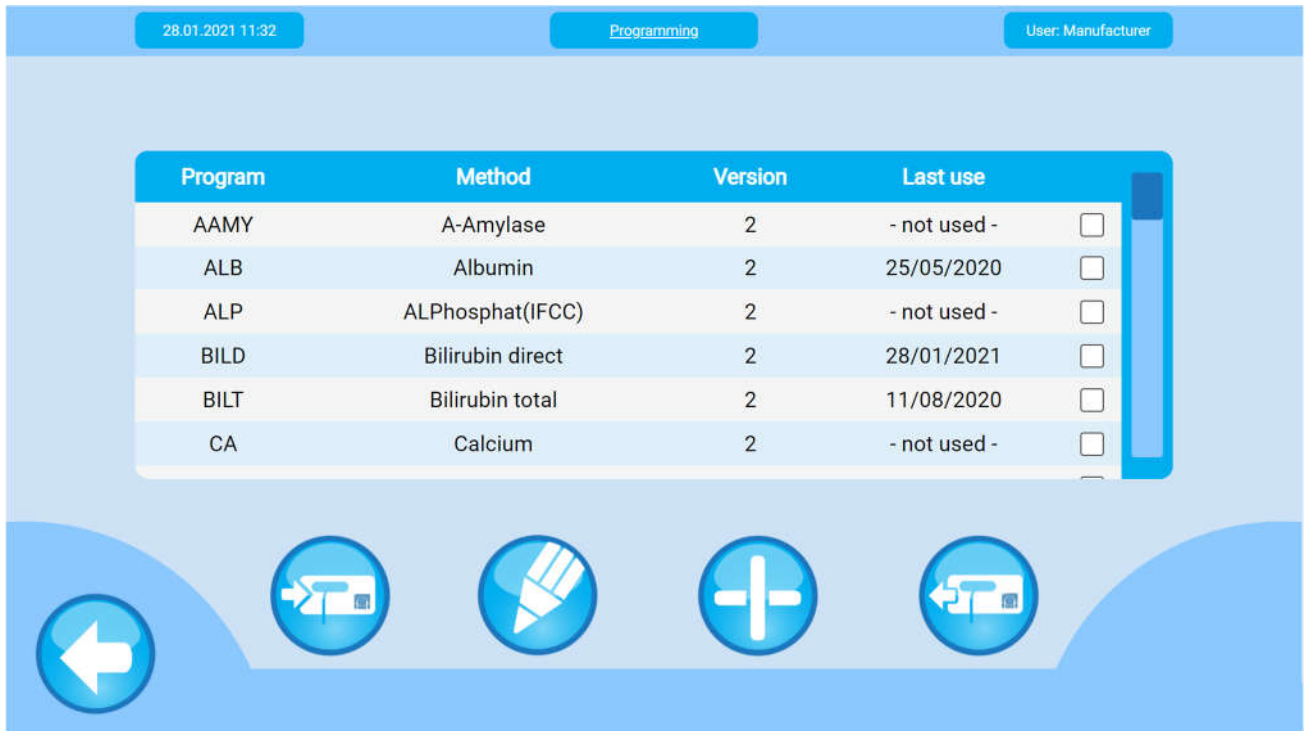 28.01.2021 11:32 Programming User: Manufacturer
Program Method Version Last use
AAMY A-Amylase 2 - not used -
ALB Albumin 2 25/05/2020
ALP ALPhosphat(IFCC) 2 - not used -
BILD Bilirubin direct 2 28/01/2021
BILT Bilirubin total 2 11/08/2020
CA Calcium 2 - not used -